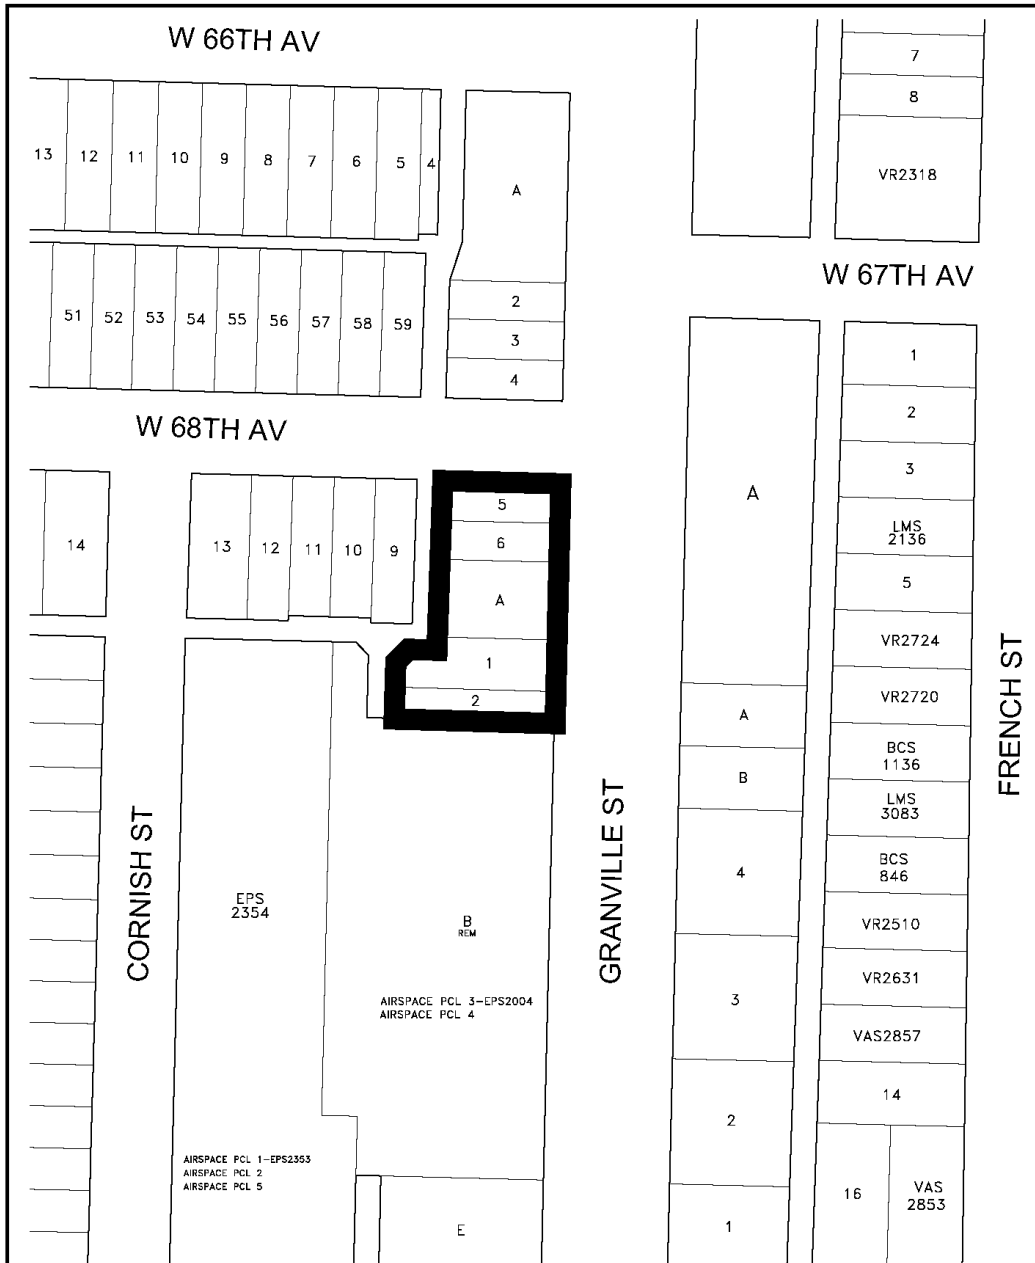 W 66TH AV
7
8
13 12 11 10 9 8 7 6 5 4
A
VR2318
W 67TH AV
51 52 53 54 55 56 57 58 59
2
3
4
1
2
3
LMS
2136
5
VR2724
VR2720
BCS
1136
LMS
3083
BCS
846
VR2510
VR2631
VAS2857
14
16
VAS
2853
W 68TH AV
14
13 12 11 10 9
5
6
A
1
2
A
A
B
4
3
2
1
FRENCH ST
GRANVILLE ST
CORNISH ST
EPS
2354
B
REM
AIRSPACE PCL 3-EPS2004
AIRSPACE PCL 4
AIRSPACE PCL 1-EPS2353
AIRSPACE PCL 2
AIRSPACE PCL 5
E